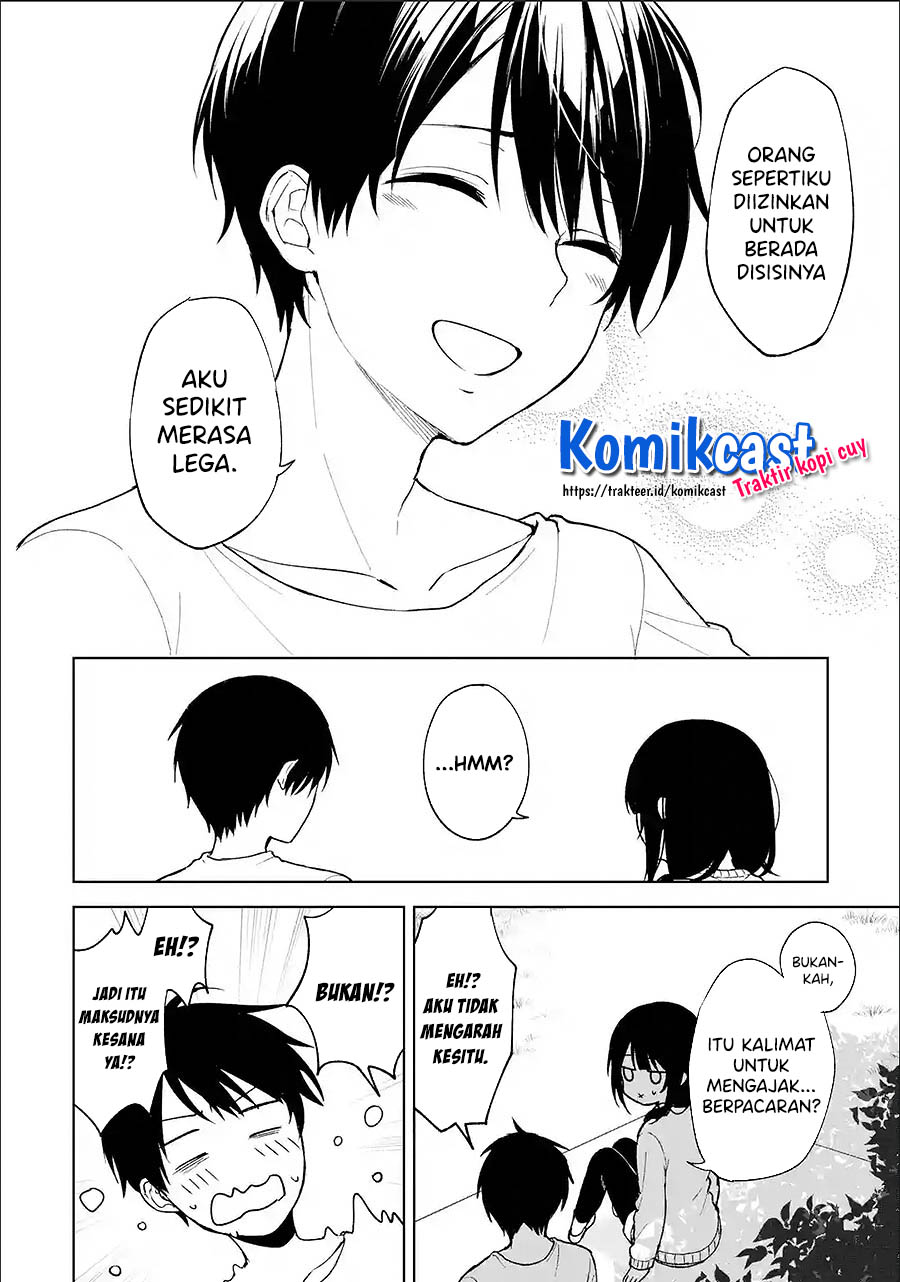 ORANG
SEPERTIKU
DIIZINKAN
UNTUK
BERADA
DISISINYA
AKU
SEDIKIT
MERASA
LEGA.
Komikcast
https://trakteer.id/komikcast
Traktir kopi cuy
...HMM?
BUKAN-
KAH,
ITU KALIMAT
UNTUK
MENGAJAK...
BERPACARAN?
EH!?
AKU TIDAK
MENGARAH
KESITU.
BUKAN!?
EH!?
JADI ITU
MAKSUDNYA
KESANA
YA!?